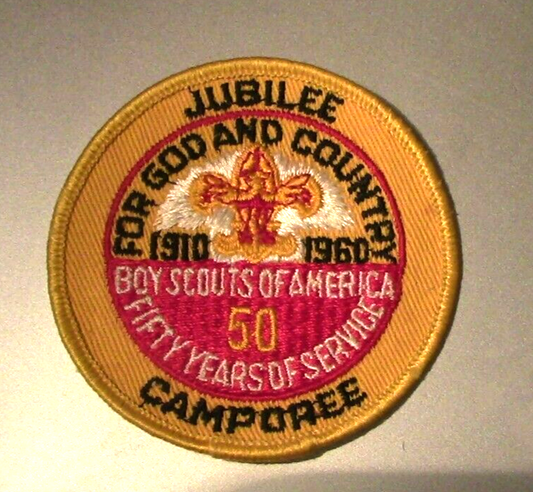 JUBILEE
FOR GOD AND COUNTRY
1910 1960
BOY SCOUTS OF AMERICA
50
FIFTY YEARS OF SERVICE
CAMPOREE